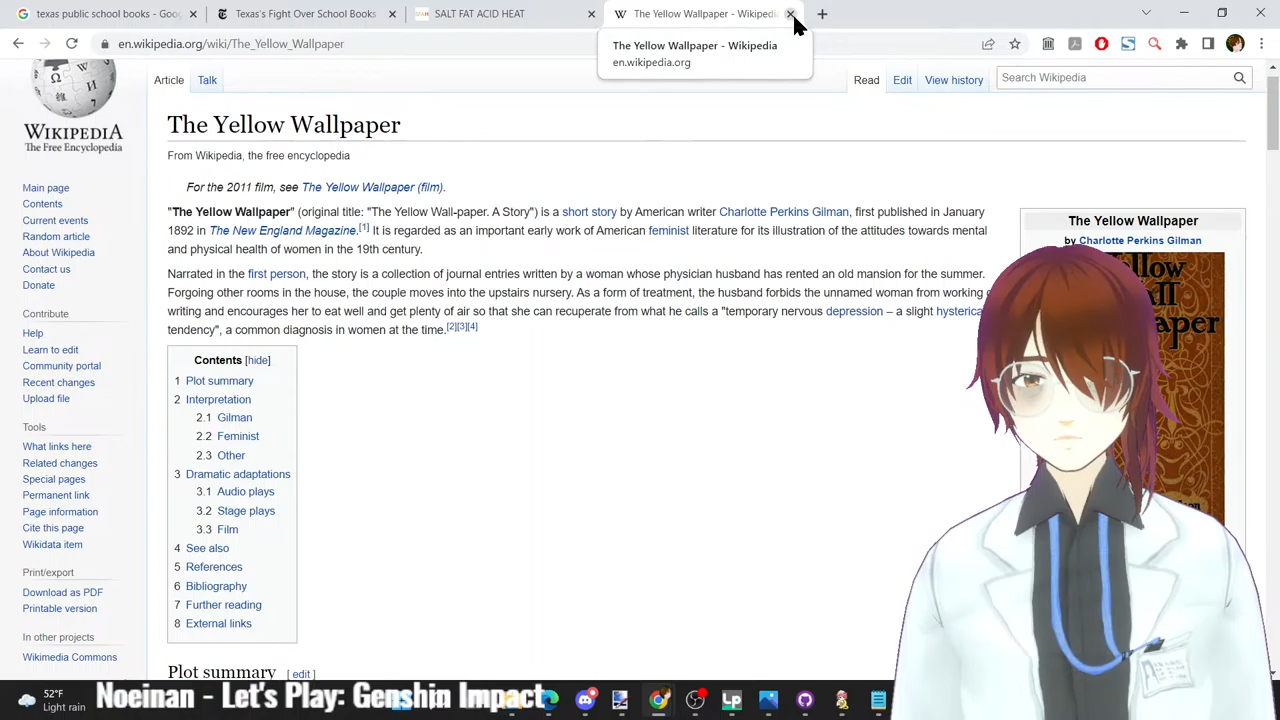 texas public school books - Goog
Texas's Fight Over School Books
SALT FAT ACID HEAT
The Yellow Wallpaper - Wikipedi
en.wikipedia.org/wiki/The_Yellow_Wallpaper
The Yellow Wallpaper - Wikipedia
en.wikipedia.org
Article
Talk
Read
Edit
View history
Search Wikipedia
WIKIPEDIA
The Free Encyclopedia
Main page
Contents
Current events
Random article
About Wikipedia
Contact us
Donate
Contribute
Help
Learn to edit
Community portal
Recent changes
Upload file
Tools
What links here
Related changes
Special pages
Permanent link
Page information
Cite this page
Wikidata item
Print/export
Download as PDF
Printable version
In other projects
Wikimedia Commons
The Yellow Wallpaper
From Wikipedia, the free encyclopedia
For the 2011 film, see The Yellow Wallpaper (film).
"The Yellow Wallpaper" (original title: "The Yellow Wall-paper. A Story") is a short story by American writer Charlotte Perkins Gilman, first published in January
1892 in The New England Magazine.[1] It is regarded as an important early work of American feminist literature for its illustration of the attitudes towards mental
and physical health of women in the 19th century.
Narrated in the first person, the story is a collection of journal entries written by a woman whose physician husband has rented an old mansion for the summer.
Forgoing other rooms in the house, the couple moves into the upstairs nursery. As a form of treatment, the husband forbids the unnamed woman from working
writing and encourages her to eat well and get plenty of air so that she can recuperate from what he calls a "temporary nervous depression – a slight hysterica
tendency", a common diagnosis in women at the time.[2][3][4]
Contents [hide]
1 Plot summary
2 Interpretation
2.1 Gilman
2.2 Feminist
2.3 Other
3 Dramatic adaptations
3.1 Audio plays
3.2 Stage plays
3.3 Film
4 See also
5 References
6 Bibliography
7 Further reading
8 External links
Plot summary [ edit ]
The Yellow Wallpaper
by Charlotte Perkins Gilman
52°F
Light rain
Noeinan - Let's Play: Genshin Impact